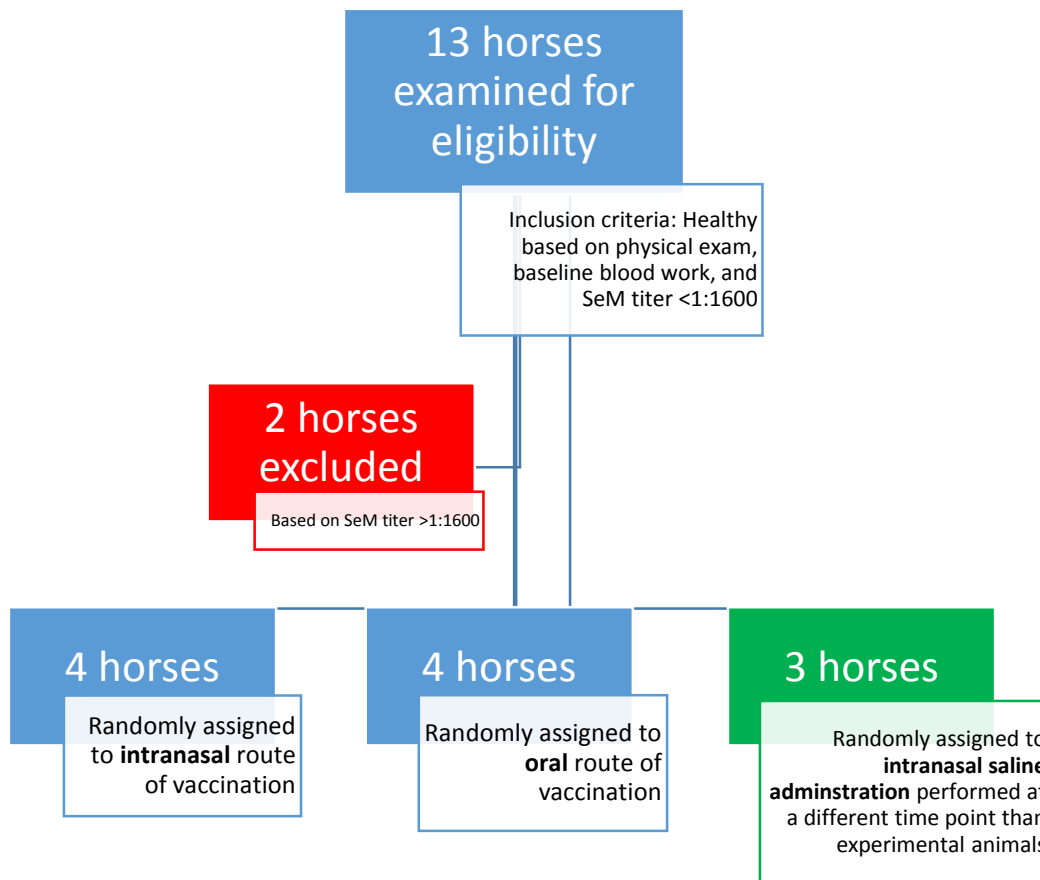 13 horses
examined for
eligibility
Inclusion criteria: Healthy
based on physical exam,
baseline blood work, and
SeM titer <1:1600
2 horses
excluded
Based on SeM titer >1:1600
4 horses
Randomly assigned
to intranasal route
of vaccination
4 horses
Randomly assigned to
oral route of
vaccination
3 horses
Randomly assigned to
intranasal saline
adminstration performed at
a different time point than
experimental animals